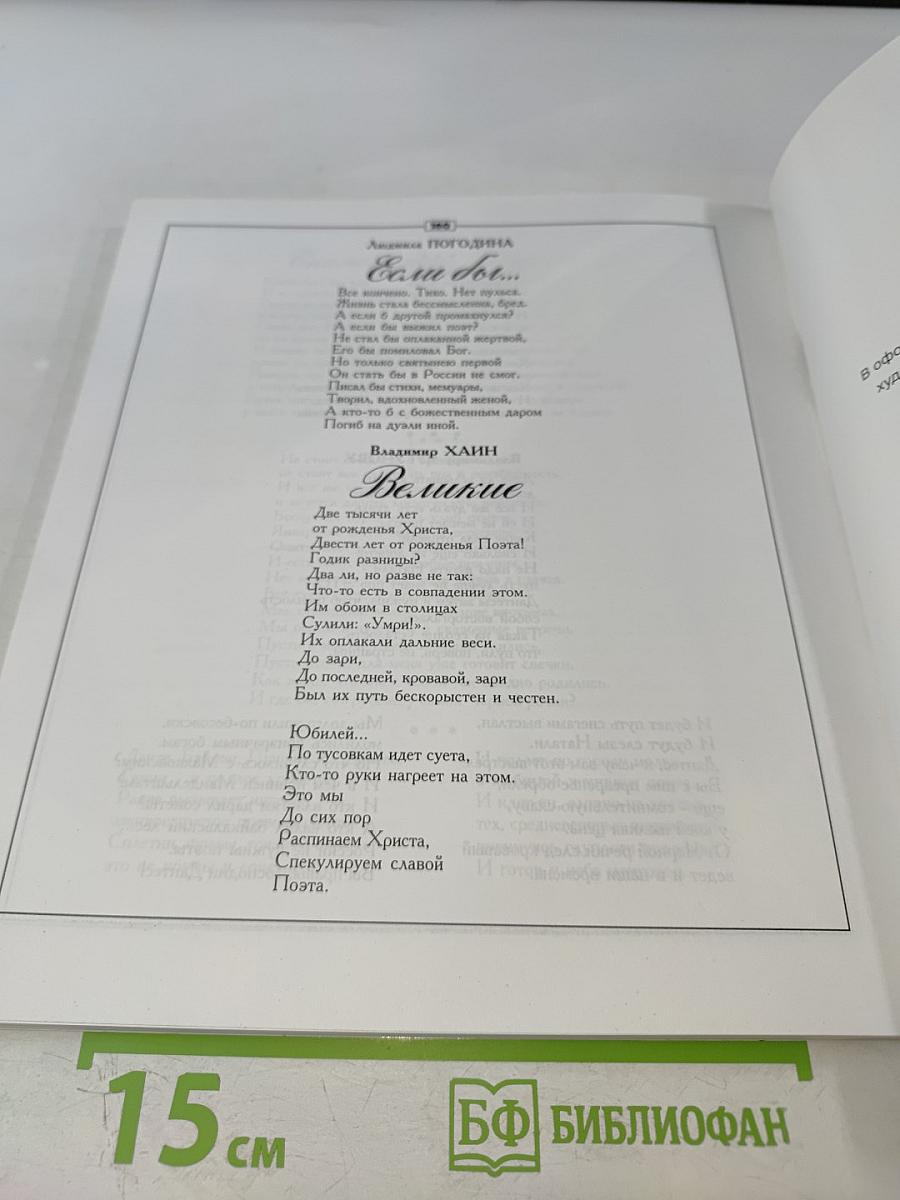 166
Людмила ПОГОДИНА
Если бы...
Все кончено. Тихо. Нет пульса.
Жизнь стала бессмысленна, бред.
А если б другой промахнулся?
А если бы выжил поэт?
Не стал бы оплаканной жертвой,
Его бы помиловал Бог.
Но только святынею первой
Он стать бы в России не смог.
Писал бы стихи, мемуары,
Творил, вдохновленный женой,
А кто-то б с божественным даром
Погиб на дуэли иной.
Владимир ХАИН
Великие
Две тысячи лет
от рожденья Христа,
Двести лет от рожденья Поэта!
Годик разницы?
Два ли, но разве не так:
Что-то есть в совпадении этом.
Им обоим в столицах
Сулили: «Умри!».
Их оплакали дальние веси.
До зари,
До последней, кровавой, зари
Был их путь бескорыстен и честен.
Юбилей...
По тусовкам идет суета,
Кто-то руки нагреет на этом.
Это мы
До сих пор
Распинаем Христа,
Спекулируем славой
Поэта.
В офо
худ
15 см
БФ БИБЛИОФАН